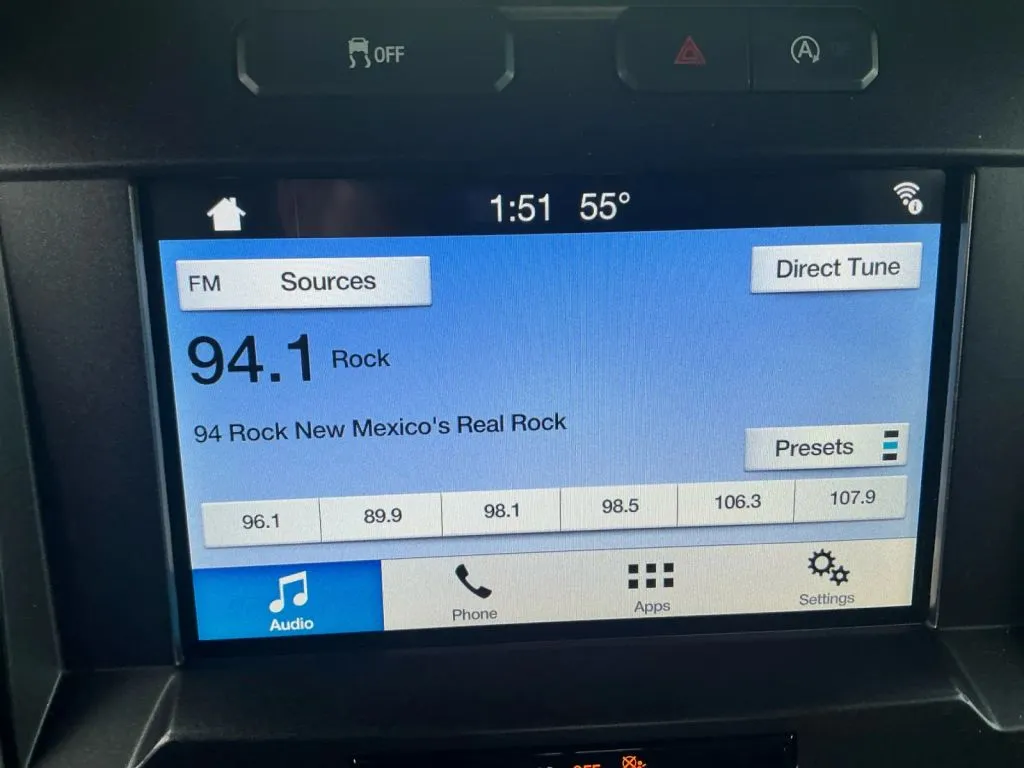 OFF
A
1:51 55°
FM Sources
Direct Tune
94.1 Rock
94 Rock New Mexico's Real Rock
Presets
96.1 89.9 98.1 98.5 106.3 107.9
Audio Phone Apps Settings
OFF